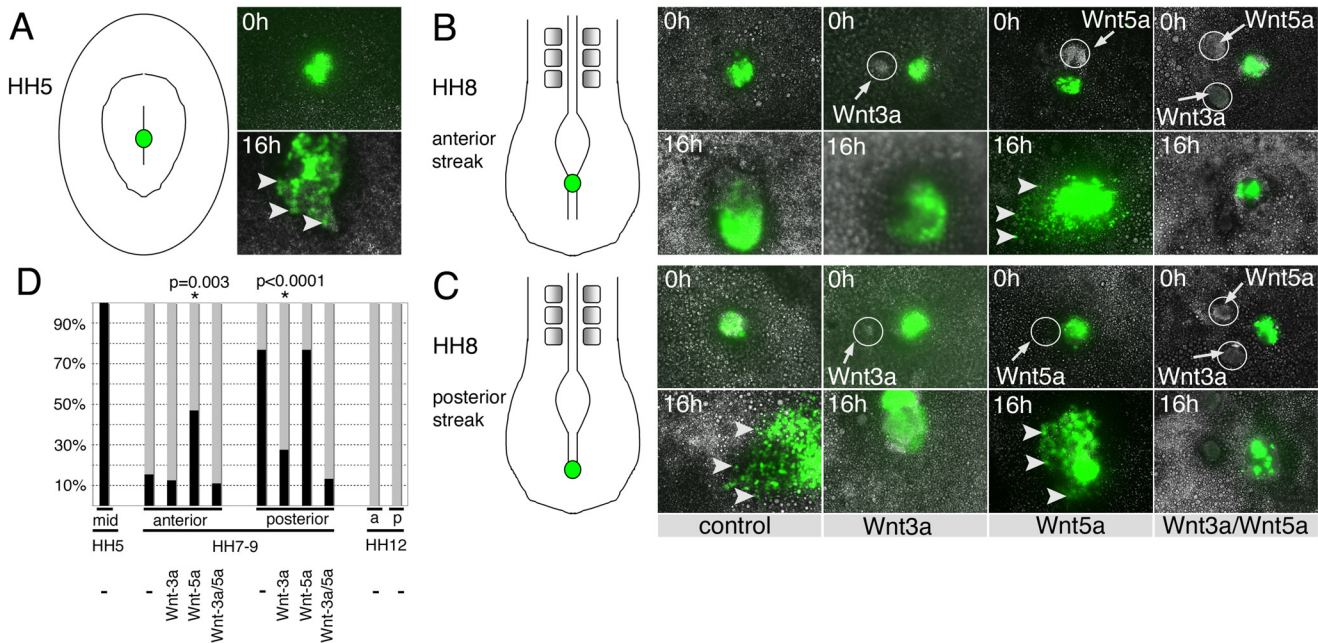 A
HH5
0h
16h
B
HH8
anterior
streak
0h
0h
Wnt3a
0h
Wnt5a
0h
Wnt5a
Wnt3a
16h
16h
16h
16h
C
HH8
posterior
streak
0h
0h
Wnt3a
0h
Wnt5a
0h
Wnt5a
Wnt3a
16h
16h
16h
16h
control
Wnt3a
Wnt5a
Wnt3a/Wnt5a
D
p=0.003
*
p<0.0001
*
90%
70%
50%
30%
10%
mid
anterior
posterior
a
p
HH5
HH7-9
HH12
-
-
Wnt-3a
Wnt-5a
Wnt-3a/5a
-
Wnt-3a
Wnt-5a
Wnt-3a/5a
-
-